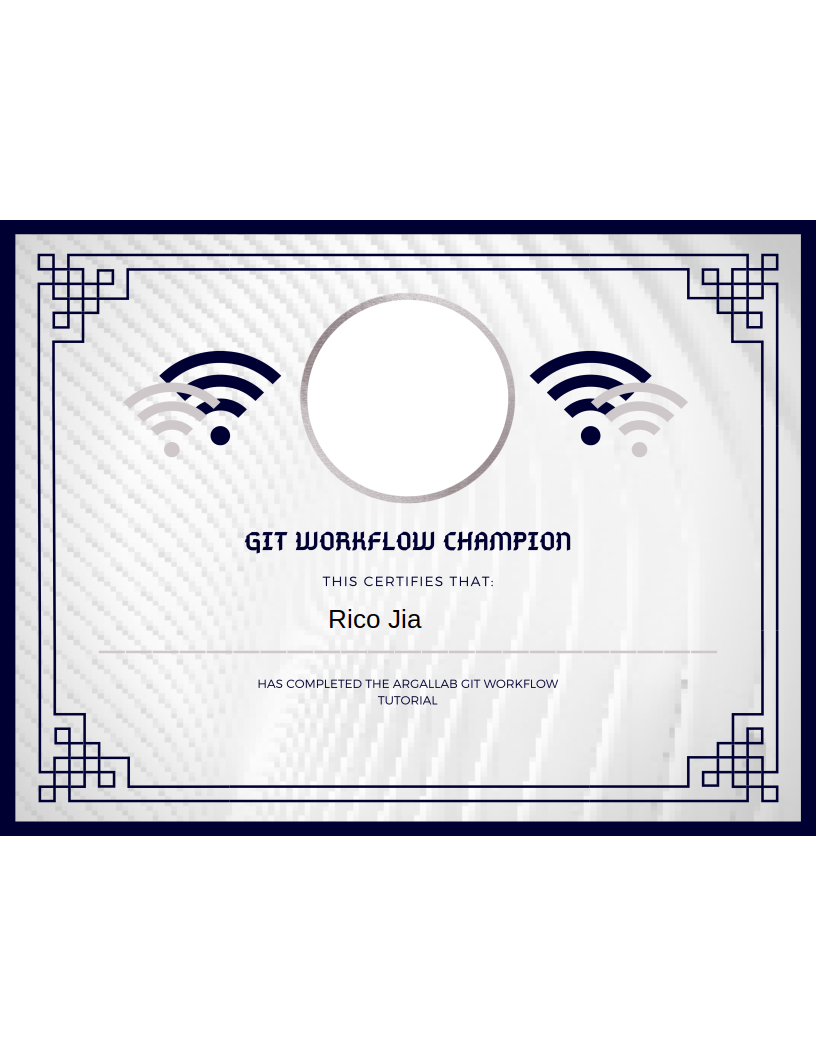 GIT WORKFLOW CHAMPION
THIS CERTIFIES THAT:
Rico Jia
HAS COMPLETED THE ARGALLAB GIT WORKFLOW
TUTORIAL